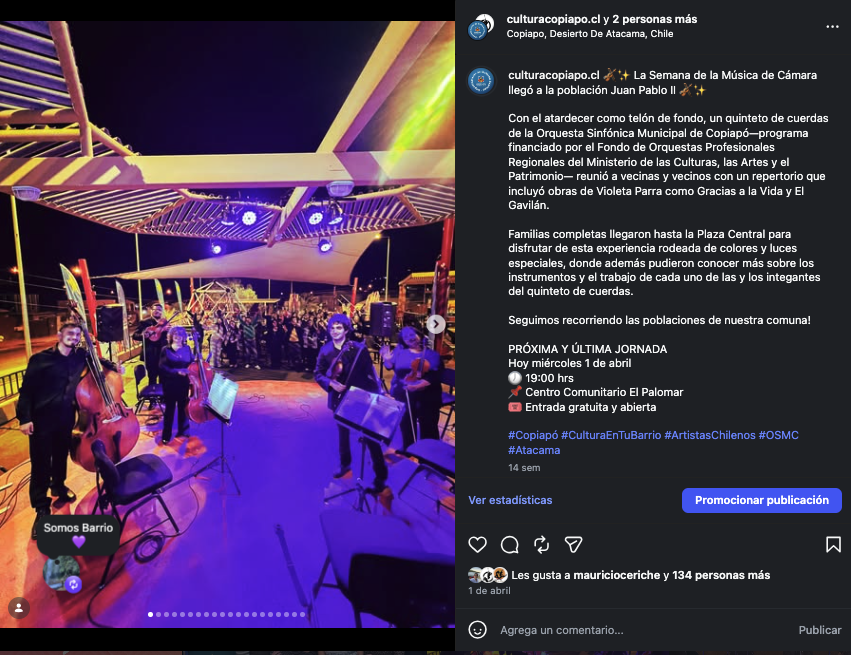 culturacopiapo.cl y 2 personas más
Copiapo, Desierto De Atacama, Chile
culturacopiapo.cl 🎻✨ La Semana de la Música de Cámara
llegó a la población Juan Pablo II 🎻✨
Con el atardecer como telón de fondo, un quinteto de cuerdas
de la Orquesta Sinfónica Municipal de Copiapó—programa
financiado por el Fondo de Orquestas Profesionales
Regionales del Ministerio de las Culturas, las Artes y el
Patrimonio— reunió a vecinas y vecinos con un repertorio que
incluyó obras de Violeta Parra como Gracias a la Vida y El
Gavilán.
Familias completas llegaron hasta la Plaza Central para
disfrutar de esta experiencia rodeada de colores y luces
especiales, donde además pudieron conocer más sobre los
instrumentos y el trabajo de cada uno de las y los integantes
del quinteto de cuerdas.
Seguimos recorriendo las poblaciones de nuestra comuna!
PRÓXIMA Y ÚLTIMA JORNADA
Hoy miércoles 1 de abril
🕖 19:00 hrs
📌 Centro Comunitario El Palomar
🎟️ Entrada gratuita y abierta
#Copiapó #CulturaEnTuBarrio #ArtistasChilenos #OSMC
#Atacama
14 sem
Ver estadísticas
Promocionar publicación
Les gusta a mauricioceriche y 134 personas más
1 de abril
Agrega un comentario...
Publicar
Somos Barrio
💜